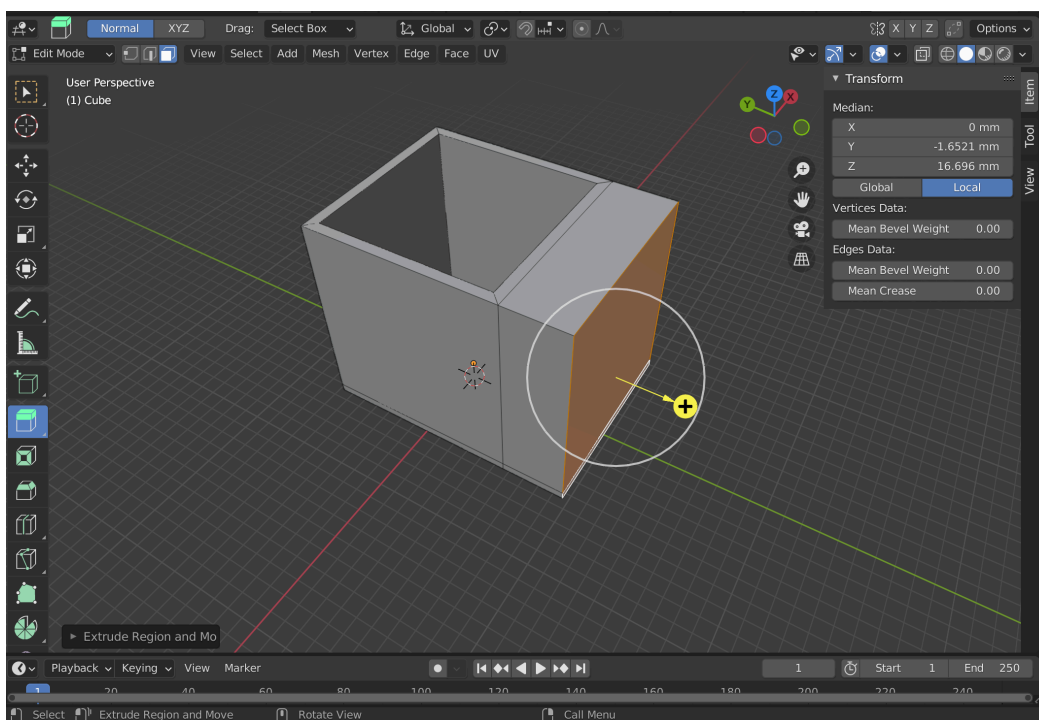 Normal XYZ Drag: Select Box Global X Y Z Options
Edit Mode View Select Add Mesh Vertex Edge Face UV
User Perspective
(1) Cube
Z
X
Y
Transform
Median:
X 0 mm
Y -1.6521 mm
Z 16.696 mm
Global Local
Vertices Data:
Mean Bevel Weight 0.00
Edges Data:
Mean Bevel Weight 0.00
Mean Crease 0.00
Item
Tool
View
Extrude Region and Mo
Playback Keying View Marker 1 Start 1 End 250
1 20 40 60 80 100 120 140 160 180 200 220 240
Select Extrude Region and Move Rotate View Call Menu